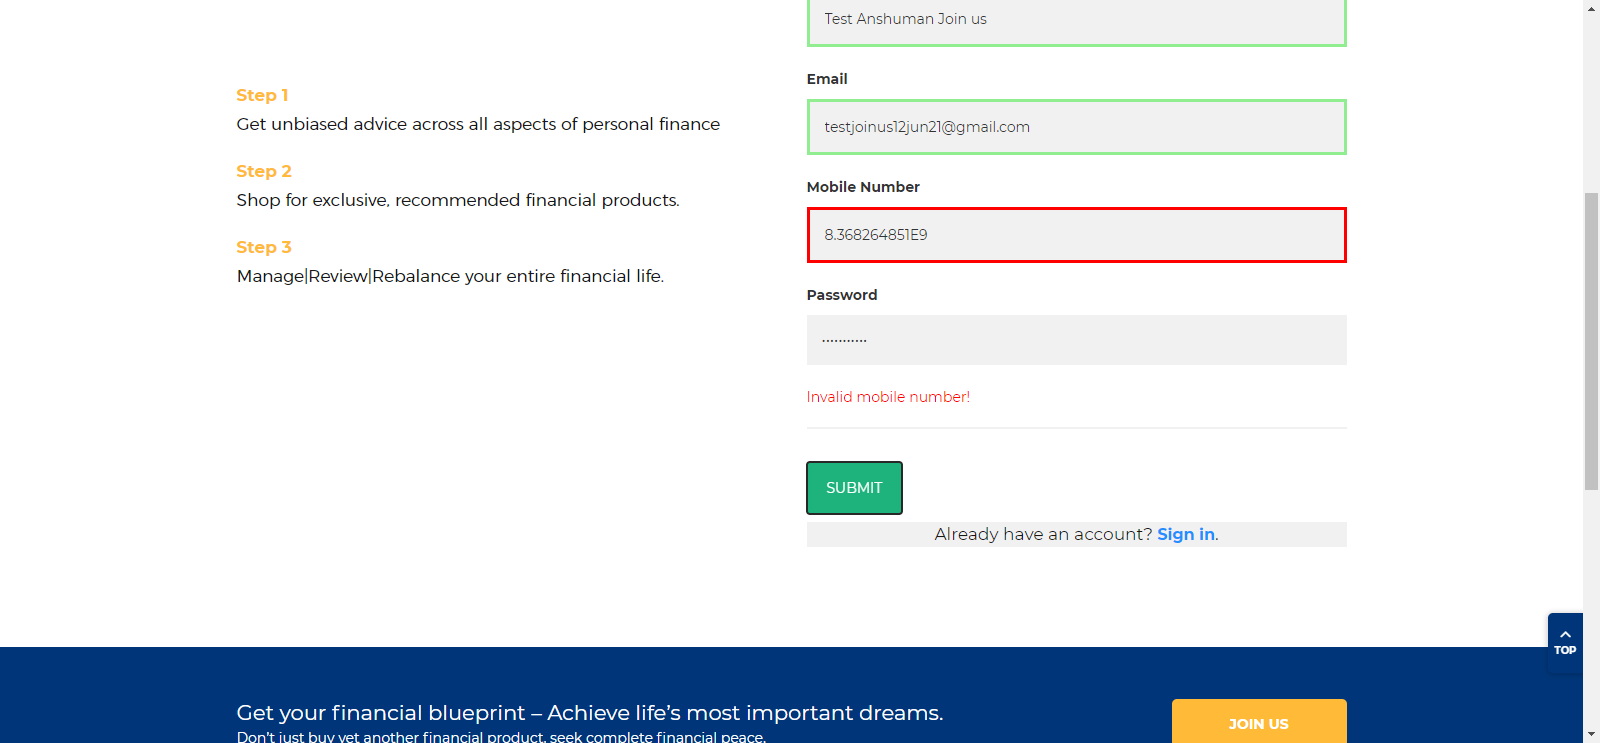 Test Anshuman Join us
Email
testjoinus12jun21@gmail.com
Mobile Number
8.368264851E9
Password
...........
Invalid mobile number!
SUBMIT
Already have an account? Sign in.
Step 1
Get unbiased advice across all aspects of personal finance
Step 2
Shop for exclusive, recommended financial products.
Step 3
Manage|Review|Rebalance your entire financial life.
TOP
Get your financial blueprint – Achieve life’s most important dreams.
Don’t just buy yet another financial product, seek complete financial peace.
JOIN US